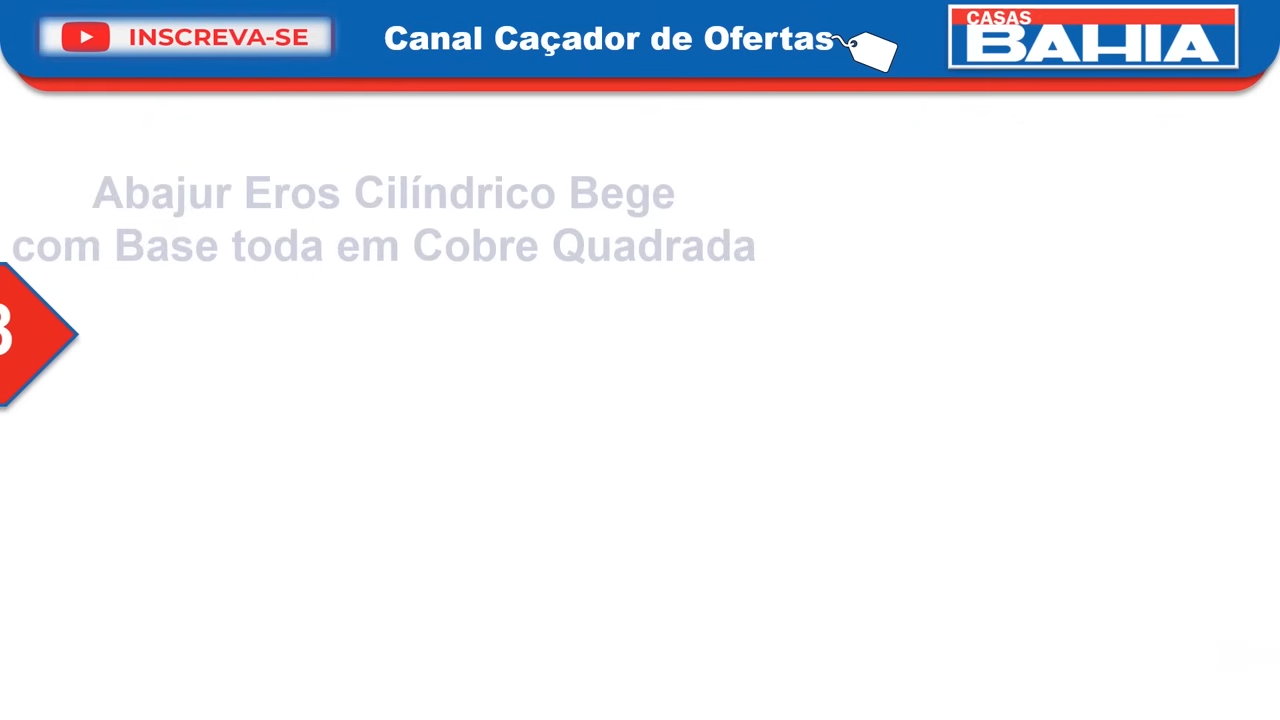 INSCREVA-SE
Canal Caçador de Ofertas
CASAS
BAHIA
Abajur Eros Cilíndrico Bege
com Base toda em Cobre Quadrada